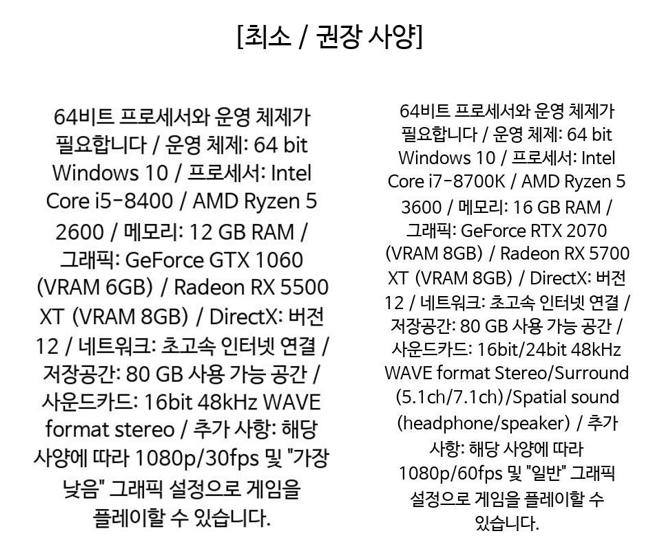 [최소 / 권장 사양]
64비트 프로세서와 운영 체제가
필요합니다 / 운영 체제: 64 bit
Windows 10 / 프로세서: Intel
Core i5-8400 / AMD Ryzen 5
2600 / 메모리: 12 GB RAM /
그래픽: GeForce GTX 1060
(VRAM 6GB) / Radeon RX 5500
XT (VRAM 8GB) / DirectX: 버전
12 / 네트워크: 초고속 인터넷 연결 /
저장공간: 80 GB 사용 가능 공간 /
사운드카드: 16bit 48kHz WAVE
format stereo / 추가 사항: 해당
사양에 따라 1080p/30fps 및 "가장
낮음" 그래픽 설정으로 게임을
플레이할 수 있습니다.
64비트 프로세서와 운영 체제가
필요합니다 / 운영 체제: 64 bit
Windows 10 / 프로세서: Intel
Core i7-8700K / AMD Ryzen 5
3600 / 메모리: 16 GB RAM /
그래픽: GeForce RTX 2070
(VRAM 8GB) / Radeon RX 5700
XT (VRAM 8GB) / DirectX: 버전
12 / 네트워크: 초고속 인터넷 연결 /
저장공간: 80 GB 사용 가능 공간 /
사운드카드: 16bit/24bit 48kHz
WAVE format Stereo/Surround
(5.1ch/7.1ch)/Spatial sound
(headphone/speaker) / 추가
사항: 해당 사양에 따라
1080p/60fps 및 "일반" 그래픽
설정으로 게임을 플레이할 수
있습니다.